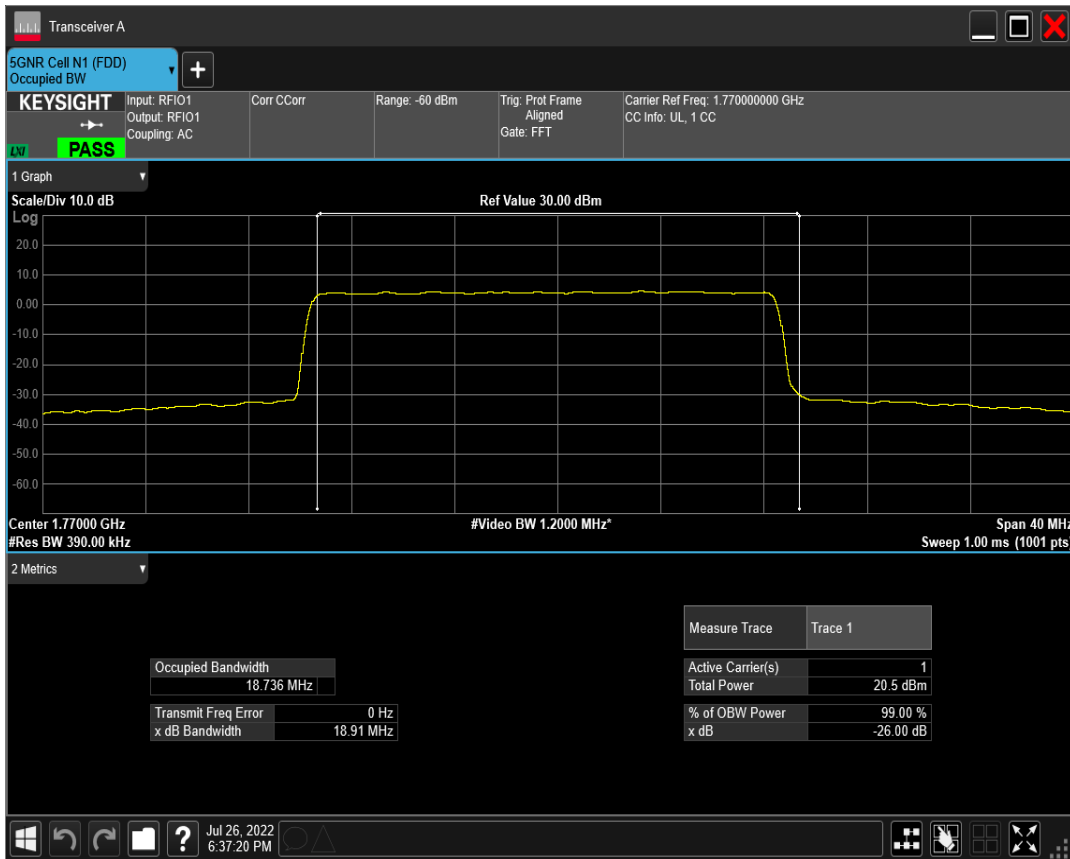 Transceiver A
5GNR Cell N1 (FDD)
Occupied BW
+
KEYSIGHT Input: RFIO1 Corr CCorr Range: -60 dBm Trig: Prot Frame Carrier Ref Freq: 1.770000000 GHz
Output: RFIO1 Aligned CC Info: UL, 1 CC
Coupling: AC Gate: FFT
LXI PASS
1 Graph
Scale/Div 10.0 dB Ref Value 30.00 dBm
Log
20.0
10.0
0.00
-10.0
-20.0
-30.0
-40.0
-50.0
-60.0
Center 1.77000 GHz #Video BW 1.2000 MHz* Span 40 MHz
#Res BW 390.00 kHz Sweep 1.00 ms (1001 pts)
2 Metrics
Measure Trace Trace 1
Occupied Bandwidth
18.736 MHz
Transmit Freq Error 0 Hz
x dB Bandwidth 18.91 MHz
Active Carrier(s) 1
Total Power 20.5 dBm
% of OBW Power 99.00 %
x dB -26.00 dB
?
Jul 26, 2022
6:37:20 PM